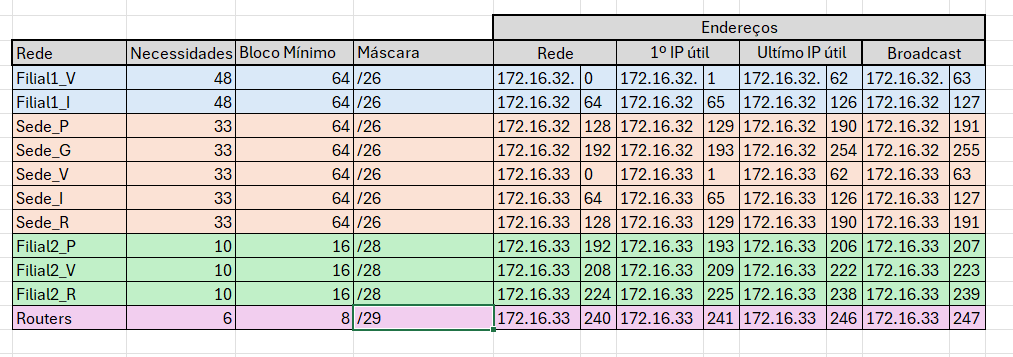 Endereços
Rede Necessidades Bloco Mínimo Máscara Rede 1º IP útil Ultímo IP útil Broadcast
Filial1_V 48 64 /26 172.16.32. 0 172.16.32. 1 172.16.32. 62 172.16.32. 63
Filial1_I 48 64 /26 172.16.32 64 172.16.32 65 172.16.32 126 172.16.32 127
Sede_P 33 64 /26 172.16.32 128 172.16.32 129 172.16.32 190 172.16.32 191
Sede_G 33 64 /26 172.16.32 192 172.16.32 193 172.16.32 254 172.16.32 255
Sede_V 33 64 /26 172.16.33 0 172.16.33 1 172.16.33 62 172.16.33 63
Sede_I 33 64 /26 172.16.33 64 172.16.33 65 172.16.33 126 172.16.33 127
Sede_R 33 64 /26 172.16.33 128 172.16.33 129 172.16.33 190 172.16.33 191
Filial2_P 10 16 /28 172.16.33 192 172.16.33 193 172.16.33 206 172.16.33 207
Filial2_V 10 16 /28 172.16.33 208 172.16.33 209 172.16.33 222 172.16.33 223
Filial2_R 10 16 /28 172.16.33 224 172.16.33 225 172.16.33 238 172.16.33 239
Routers 6 8 /29 172.16.33 240 172.16.33 241 172.16.33 246 172.16.33 247